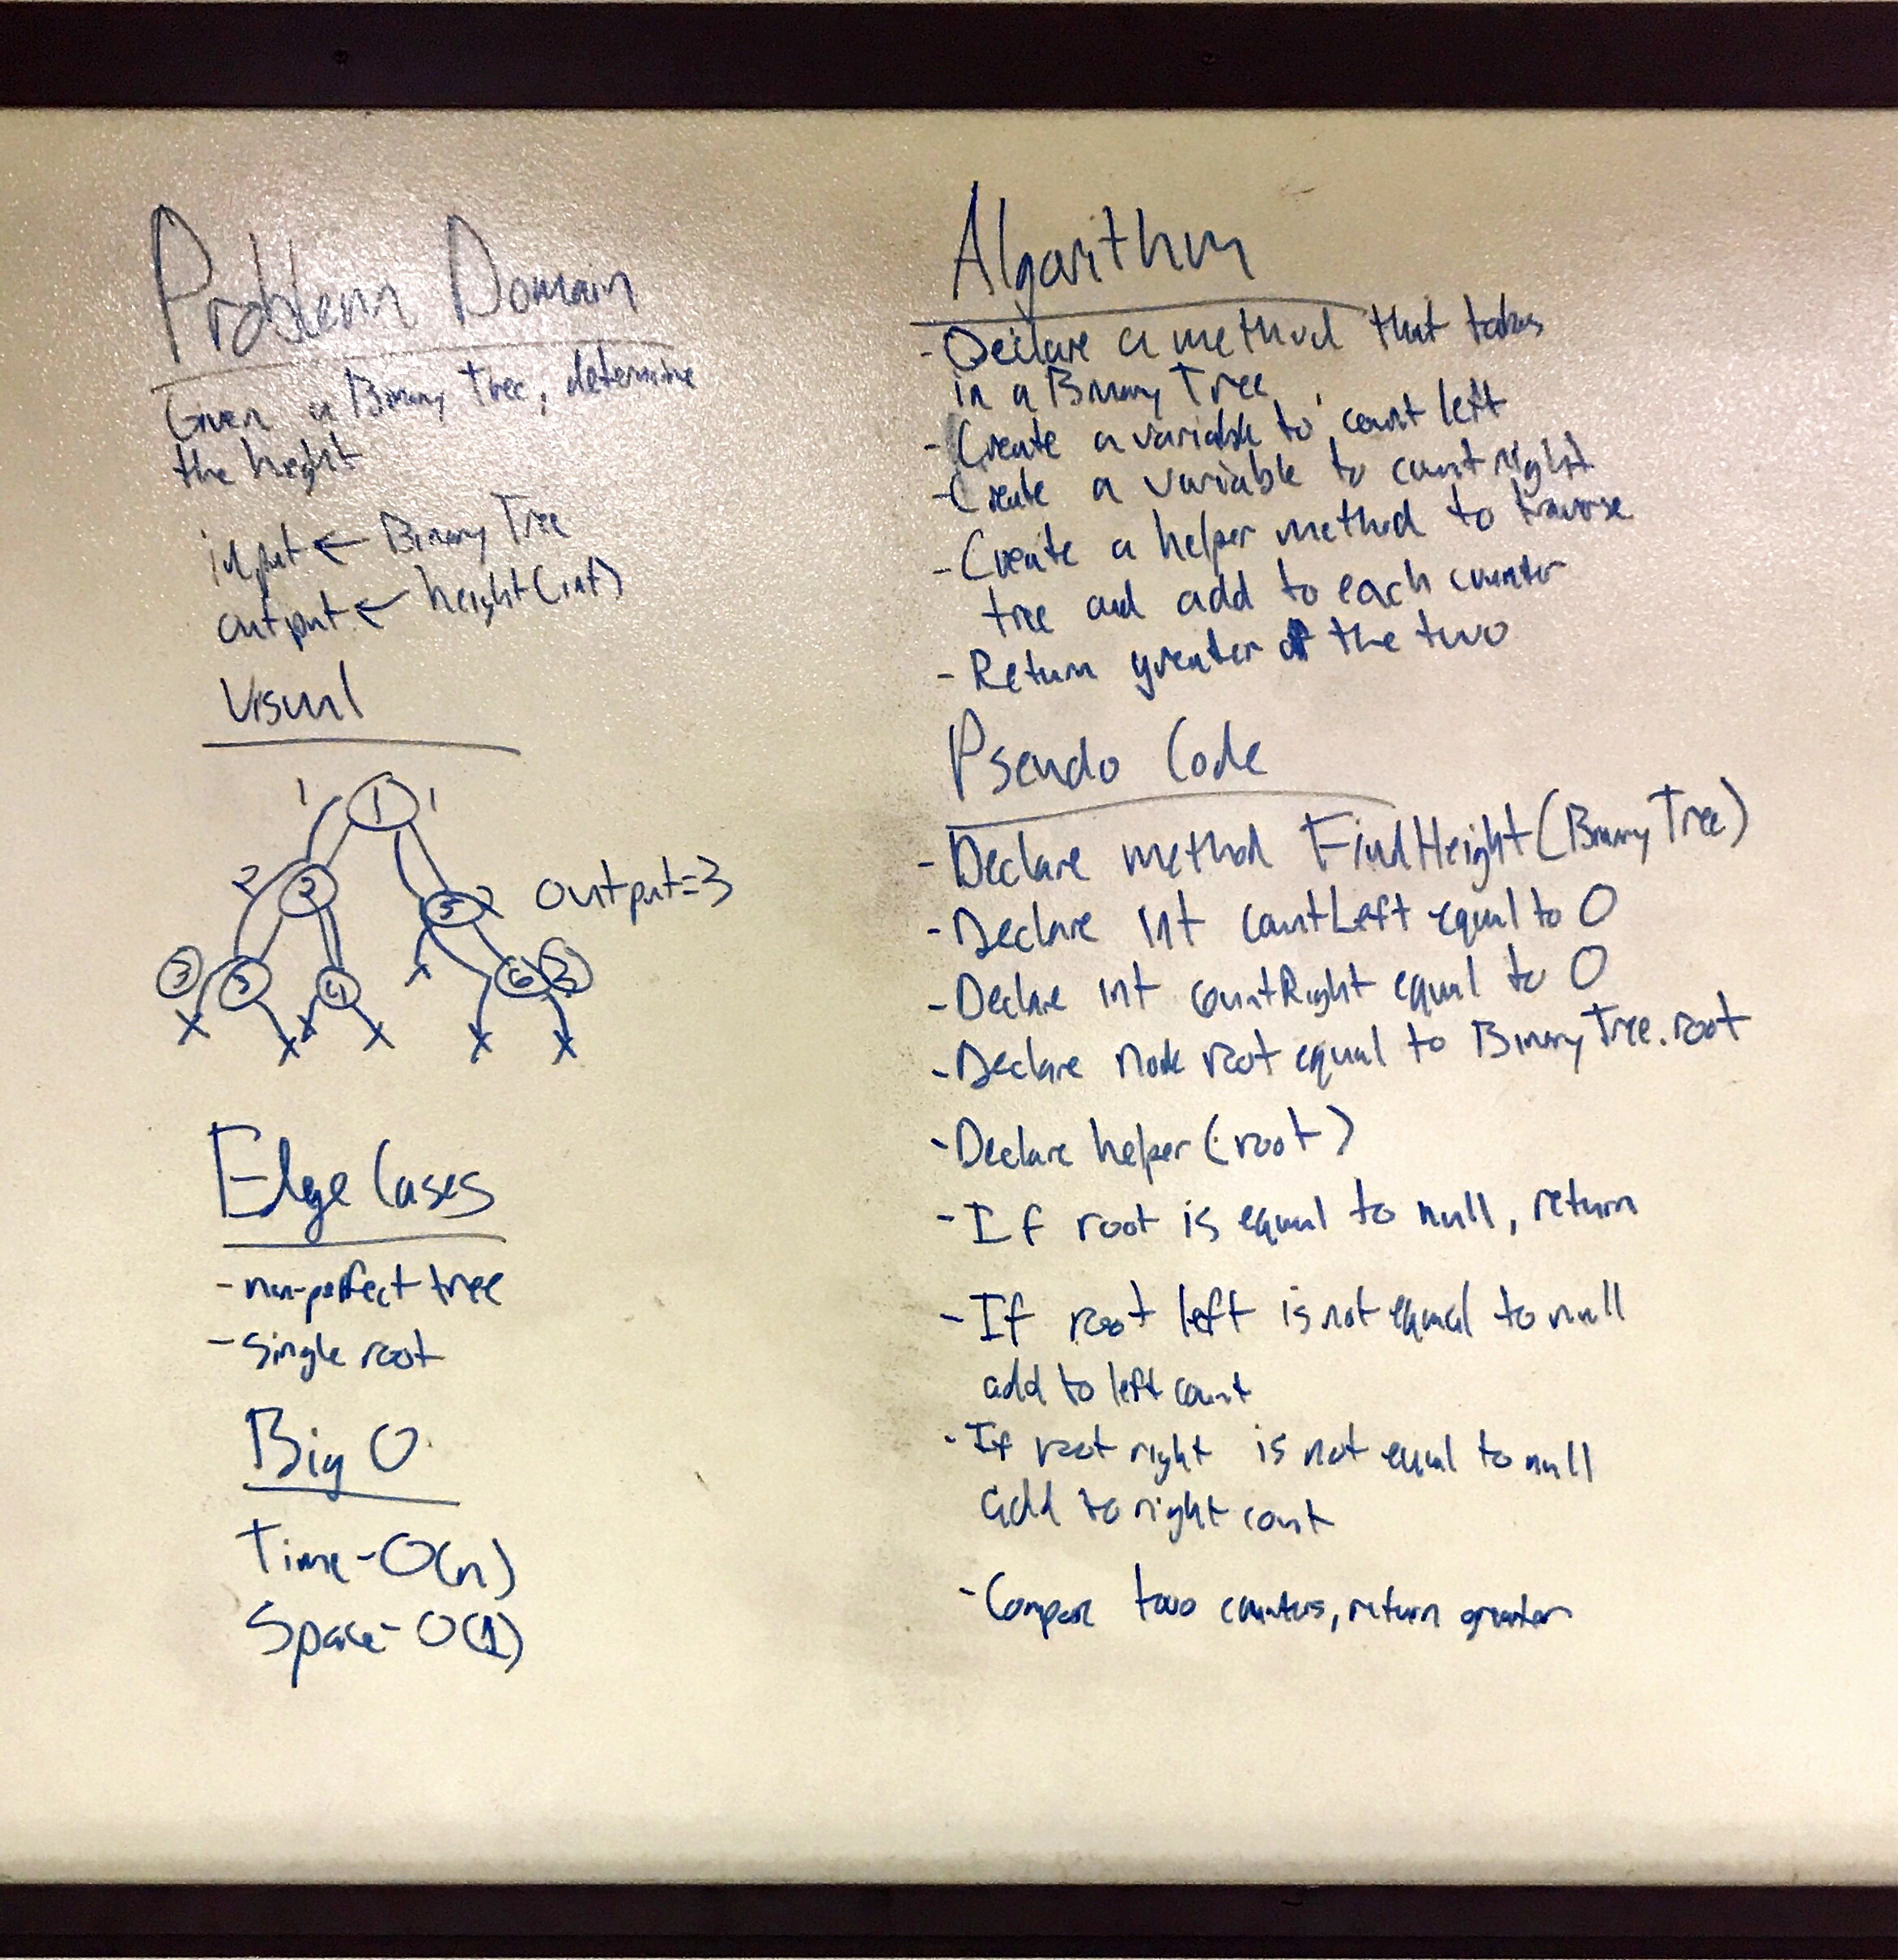 Problem Domain
Given a Binary Tree, determine
the height
input ← Binary Tree
output ← height(int)
Visual
1 1 1
2 2 5 2 output=3
3 3 4 6 3
x x x x x x x
Edge Cases
- non-perfect tree
- single root
Big O
Time - O(n)
Space - O(1)
Algorithm
- Declare a method that takes
in a Binary Tree
- Create a variable to count left
- Create a variable to count right
- Create a helper method to traverse
tree and add to each counter
- Return greater of the two
Pseudo Code
- Declare method FindHeight(Binary Tree)
- Declare int countLeft equal to 0
- Declare int countRight equal to 0
- Declare Node root equal to Binary Tree.root
- Declare helper (root)
- If root is equal to null, return
- If root left is not equal to null
add to left count
- If root right is not equal to null
add to right count
- Compare two counters, return greater